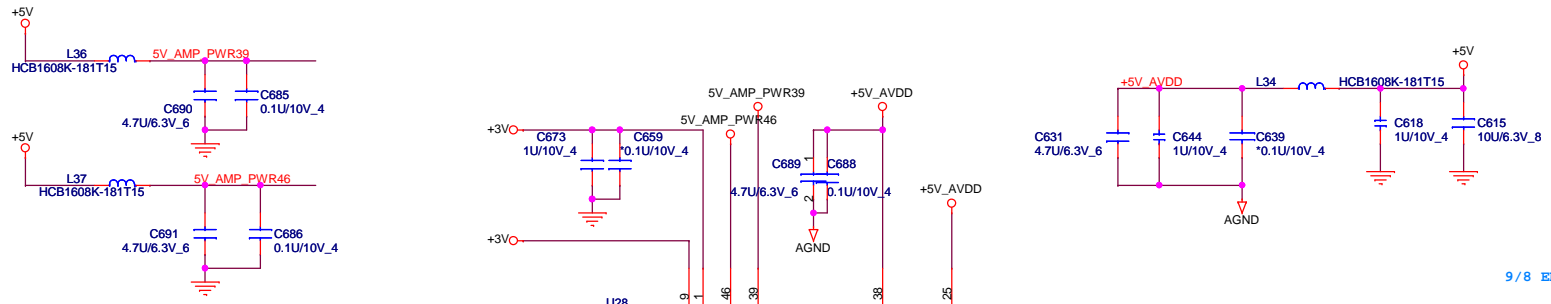 +5V
L36
HCB1608K-181T15
5V_AMP_PWR39
C690
4.7U/6.3V_6
C685
0.1U/10V_4
+5V
L37
HCB1608K-181T15
5V_AMP_PWR46
C691
4.7U/6.3V_6
C686
0.1U/10V_4
+3V
C673
1U/10V_4
C659
*0.1U/10V_4
5V_AMP_PWR39
5V_AMP_PWR46
+5V_AVDD
C689
4.7U/6.3V_6
1
2
C688
0.1U/10V_4
AGND
+5V_AVDD
+3V
U28
9
1
46
39
38
25
+5V_AVDD
L34
HCB1608K-181T15
+5V
C631
4.7U/6.3V_6
C644
1U/10V_4
C639
*0.1U/10V_4
C618
1U/10V_4
C615
10U/6.3V_8
AGND
9/8